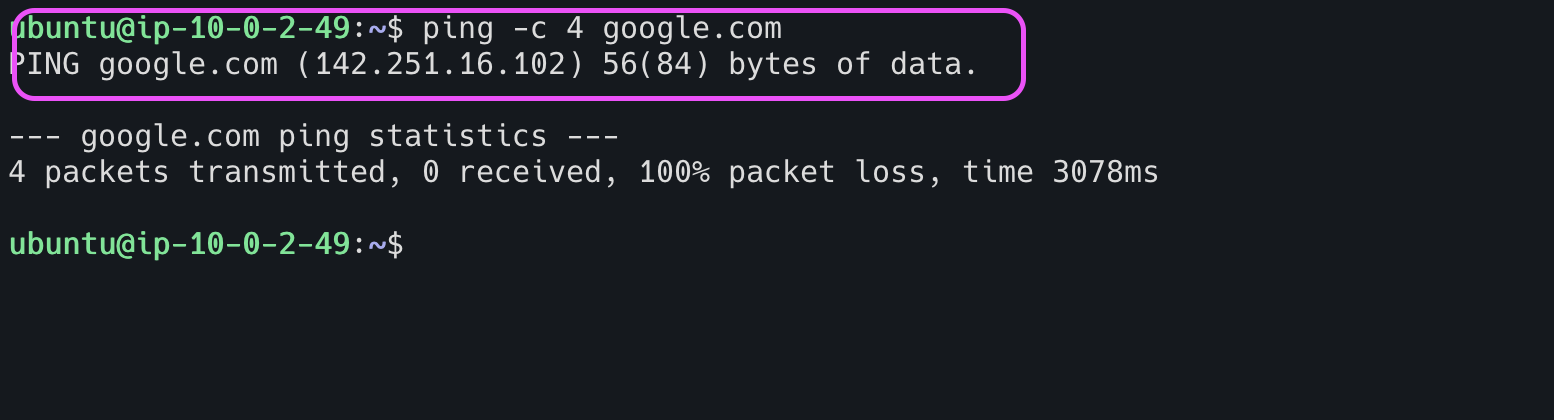 ubuntu@ip-10-0-2-49:~$ ping -c 4 google.com
PING google.com (142.251.16.102) 56(84) bytes of data.
--- google.com ping statistics ---
4 packets transmitted, 0 received, 100% packet loss, time 3078ms
ubuntu@ip-10-0-2-49:~$